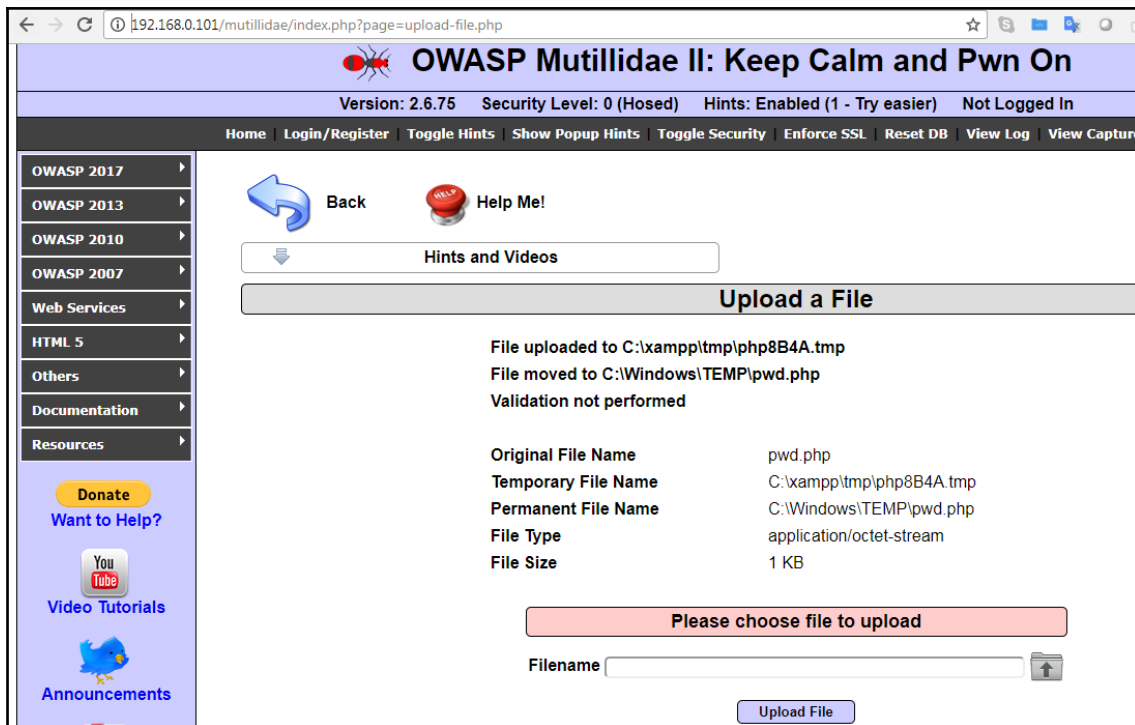 192.168.0.101/mutillidae/index.php?page=upload-file.php
OWASP Mutillidae II: Keep Calm and Pwn On
Version: 2.6.75 Security Level: 0 (Hosed) Hints: Enabled (1 - Try easier) Not Logged In
Home | Login/Register | Toggle Hints | Show Popup Hints | Toggle Security | Enforce SSL | Reset DB | View Log | View Captur
OWASP 2017
OWASP 2013
OWASP 2010
OWASP 2007
Web Services
HTML 5
Others
Documentation
Resources
Donate
Want to Help?
You
Tube
Video Tutorials
Announcements
Back
HELP
Help Me!
Hints and Videos
Upload a File
File uploaded to C:\xampp\tmp\php8B4A.tmp
File moved to C:\Windows\TEMP\pwd.php
Validation not performed
Original File Name pwd.php
Temporary File Name C:\xampp\tmp\php8B4A.tmp
Permanent File Name C:\Windows\TEMP\pwd.php
File Type application/octet-stream
File Size 1 KB
Please choose file to upload
Filename
Upload File